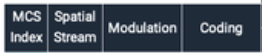 MCS Index
Spatial Stream
Modulation
Coding